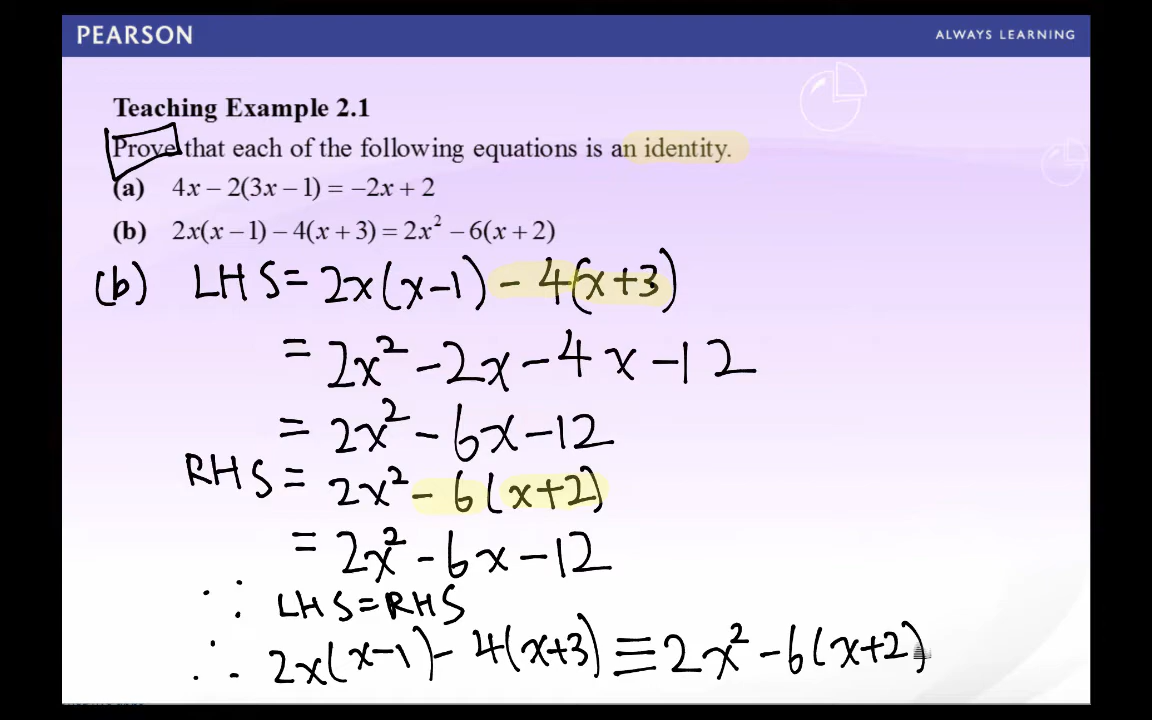 PEARSON
ALWAYS LEARNING
Teaching Example 2.1
Prove that each of the following equations is an identity.
(a) 4x − 2(3x − 1) = −2x + 2
(b) 2x(x − 1) − 4(x + 3) = 2x² − 6(x + 2)
(b) LHS = 2x(x−1) − 4(x+3)
= 2x² − 2x − 4x − 12
= 2x² − 6x − 12
RHS = 2x² − 6(x+2)
= 2x² − 6x − 12
∵ LHS = RHS
∴ 2x(x−1) − 4(x+3) ≡ 2x² − 6(x+2)